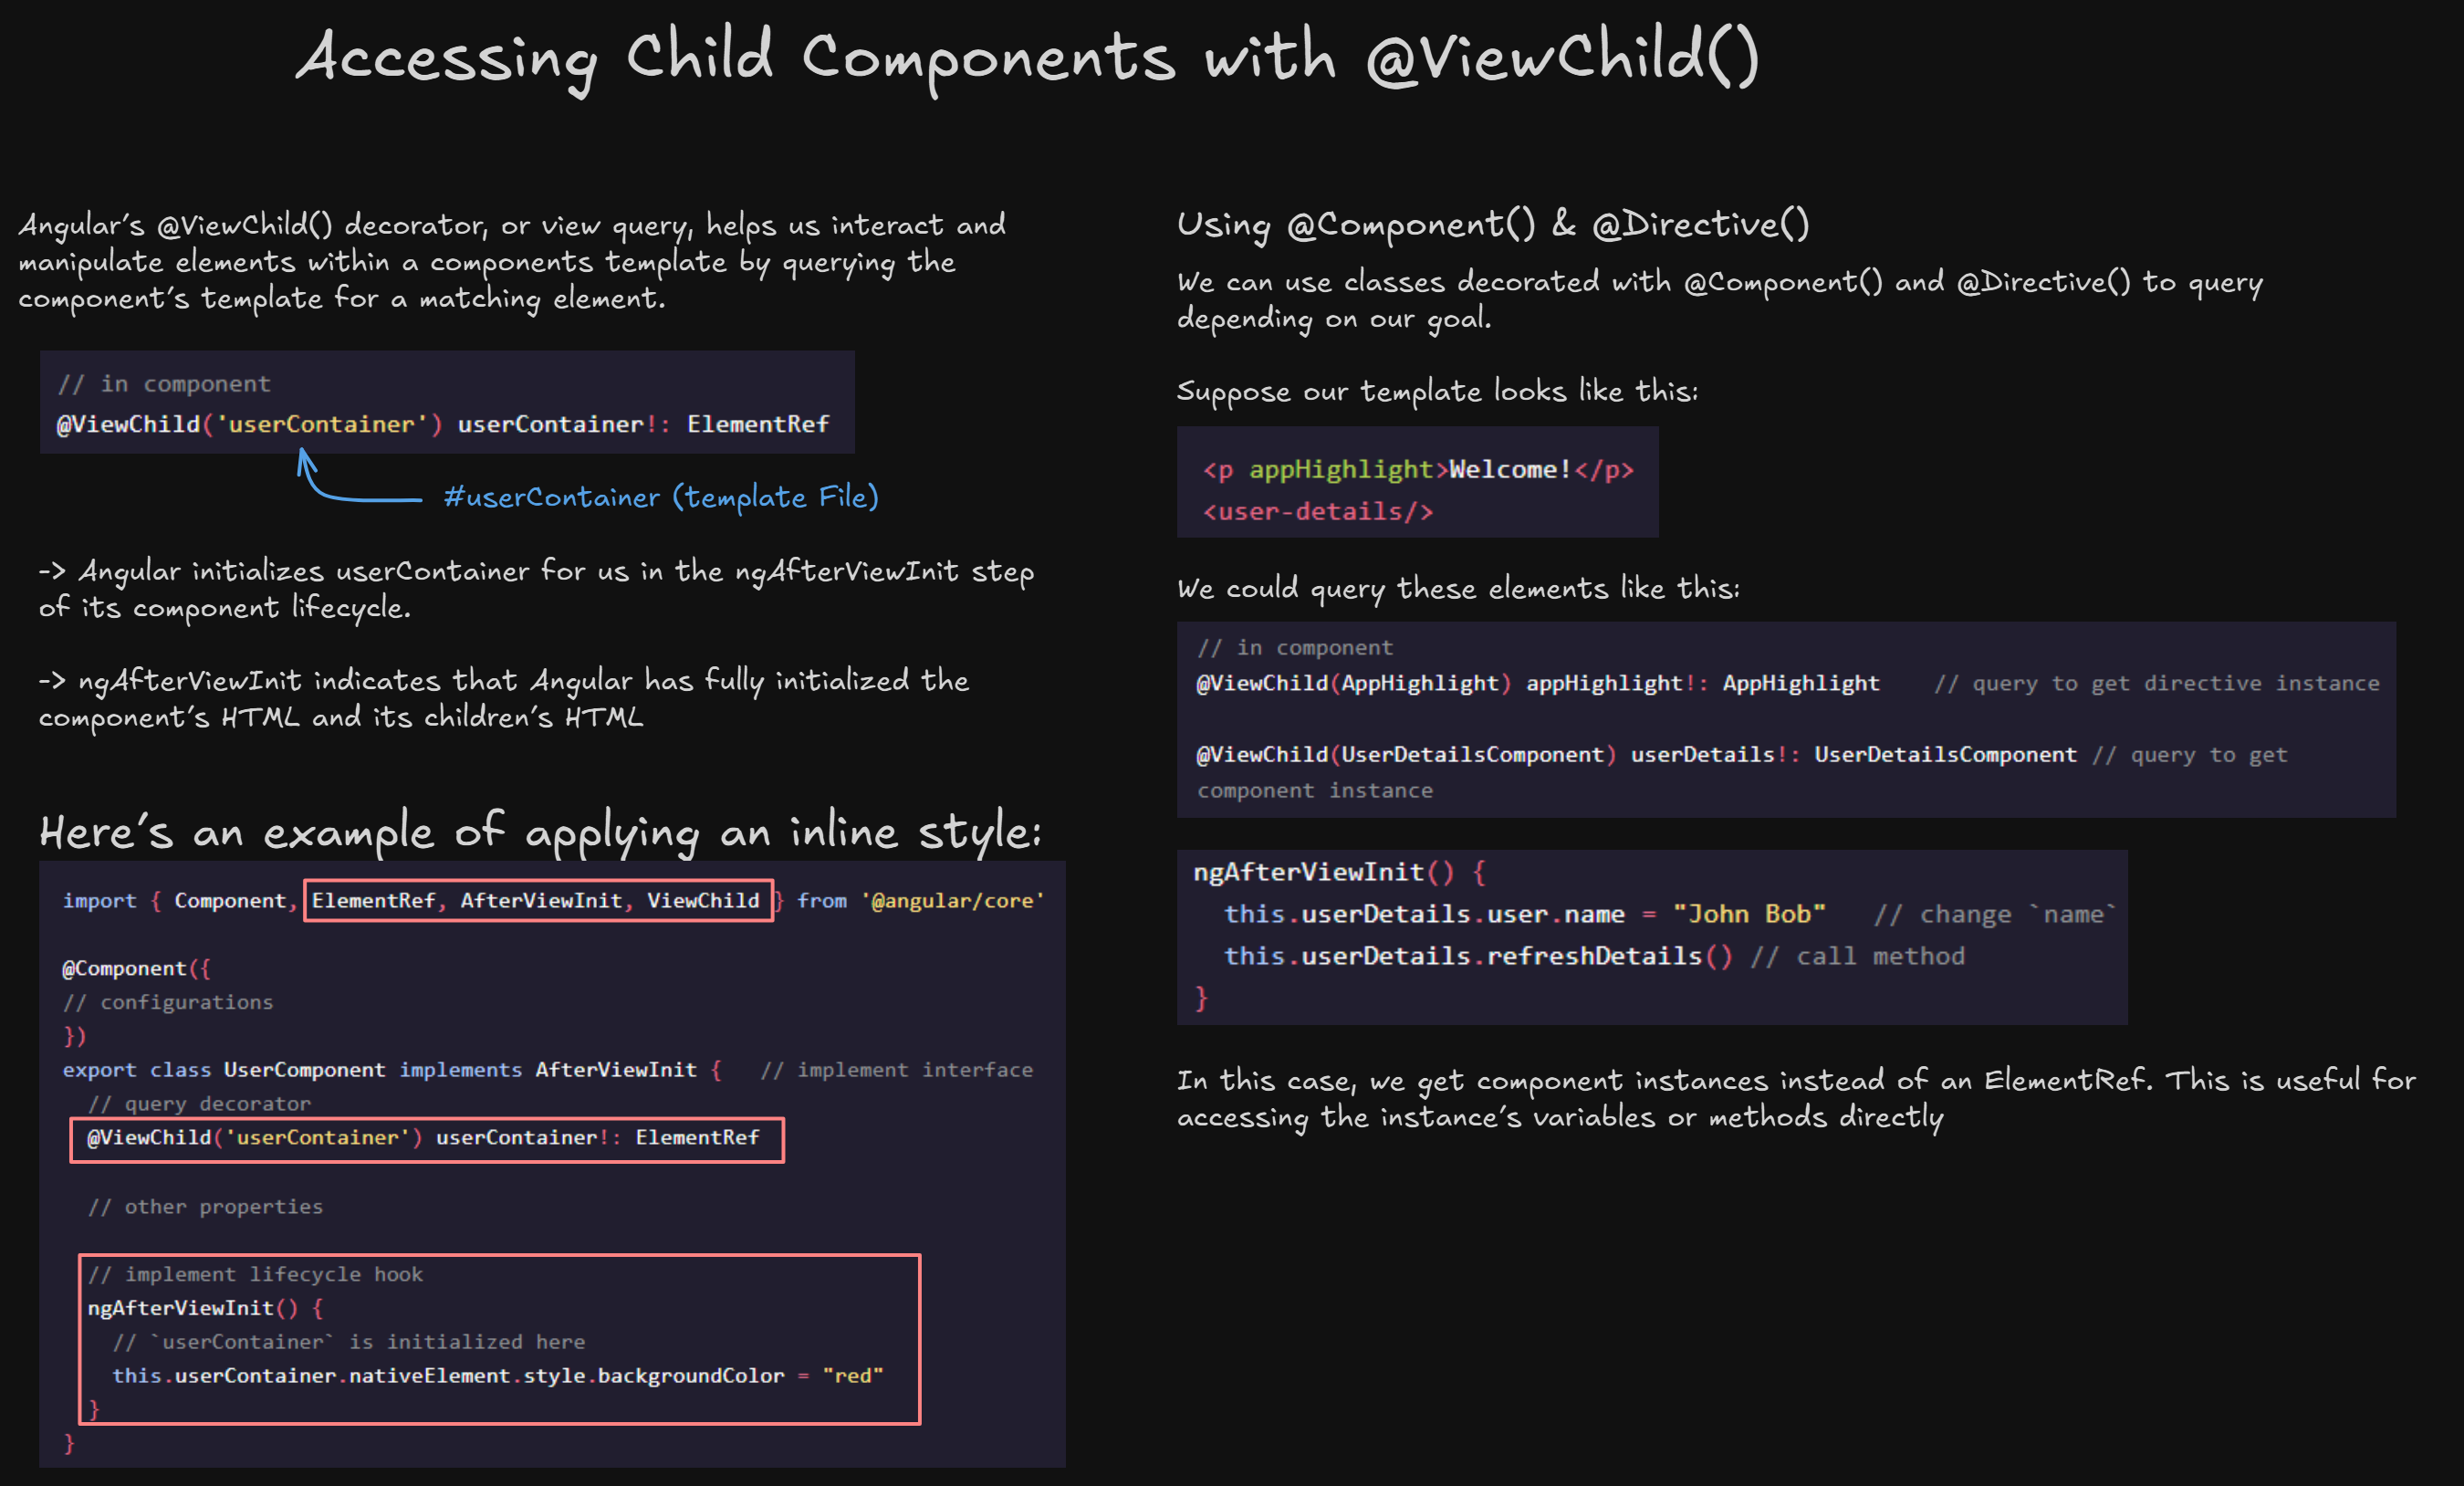 Accessing Child Components with @ViewChild()
Angular's @ViewChild() decorator, or view query, helps us interact and
manipulate elements within a components template by querying the
component's template for a matching element.
// in component
@ViewChild('userContainer') userContainer!: ElementRef
#userContainer (template File)
-> Angular initializes userContainer for us in the ngAfterViewInit step
of its component lifecycle.
-> ngAfterViewInit indicates that Angular has fully initialized the
component's HTML and its children's HTML
Here's an example of applying an inline style:
import { Component, ElementRef, AfterViewInit, ViewChild } from '@angular/core'
@Component({
// configurations
})
export class UserComponent implements AfterViewInit {   // implement interface
  // query decorator
  @ViewChild('userContainer') userContainer!: ElementRef
  // other properties
  // implement lifecycle hook
  ngAfterViewInit() {
    // `userContainer` is initialized here
    this.userContainer.nativeElement.style.backgroundColor = "red"
  }
}
Using @Component() & @Directive()
We can use classes decorated with @Component() and @Directive() to query
depending on our goal.
Suppose our template looks like this:
<p appHighlight>Welcome!</p>
<user-details/>
We could query these elements like this:
// in component
@ViewChild(AppHighlight) appHighlight!: AppHighlight    // query to get directive instance
@ViewChild(UserDetailsComponent) userDetails!: UserDetailsComponent // query to get
component instance
ngAfterViewInit() {
  this.userDetails.user.name = "John Bob"   // change `name`
  this.userDetails.refreshDetails() // call method
}
In this case, we get component instances instead of an ElementRef. This is useful for
accessing the instance's variables or methods directly